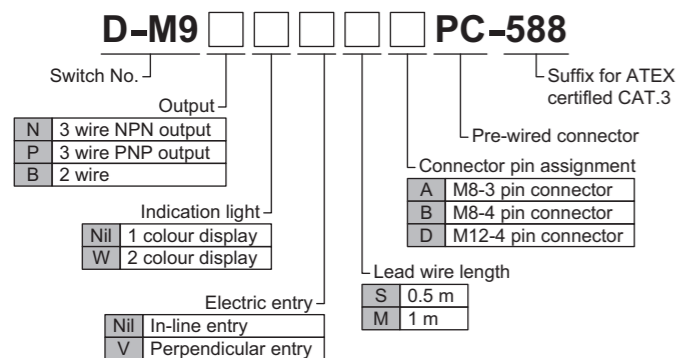 D-M9 □ □ □ □ □ PC-588
Switch No.
Suffix for ATEX
certified CAT.3
Output
N 3 wire NPN output
P 3 wire PNP output
B 2 wire
Pre-wired connector
Connector pin assignment
A M8-3 pin connector
B M8-4 pin connector
D M12-4 pin connector
Indication light
Nil 1 colour display
W 2 colour display
Lead wire length
S 0.5 m
M 1 m
Electric entry
Nil In-line entry
V Perpendicular entry